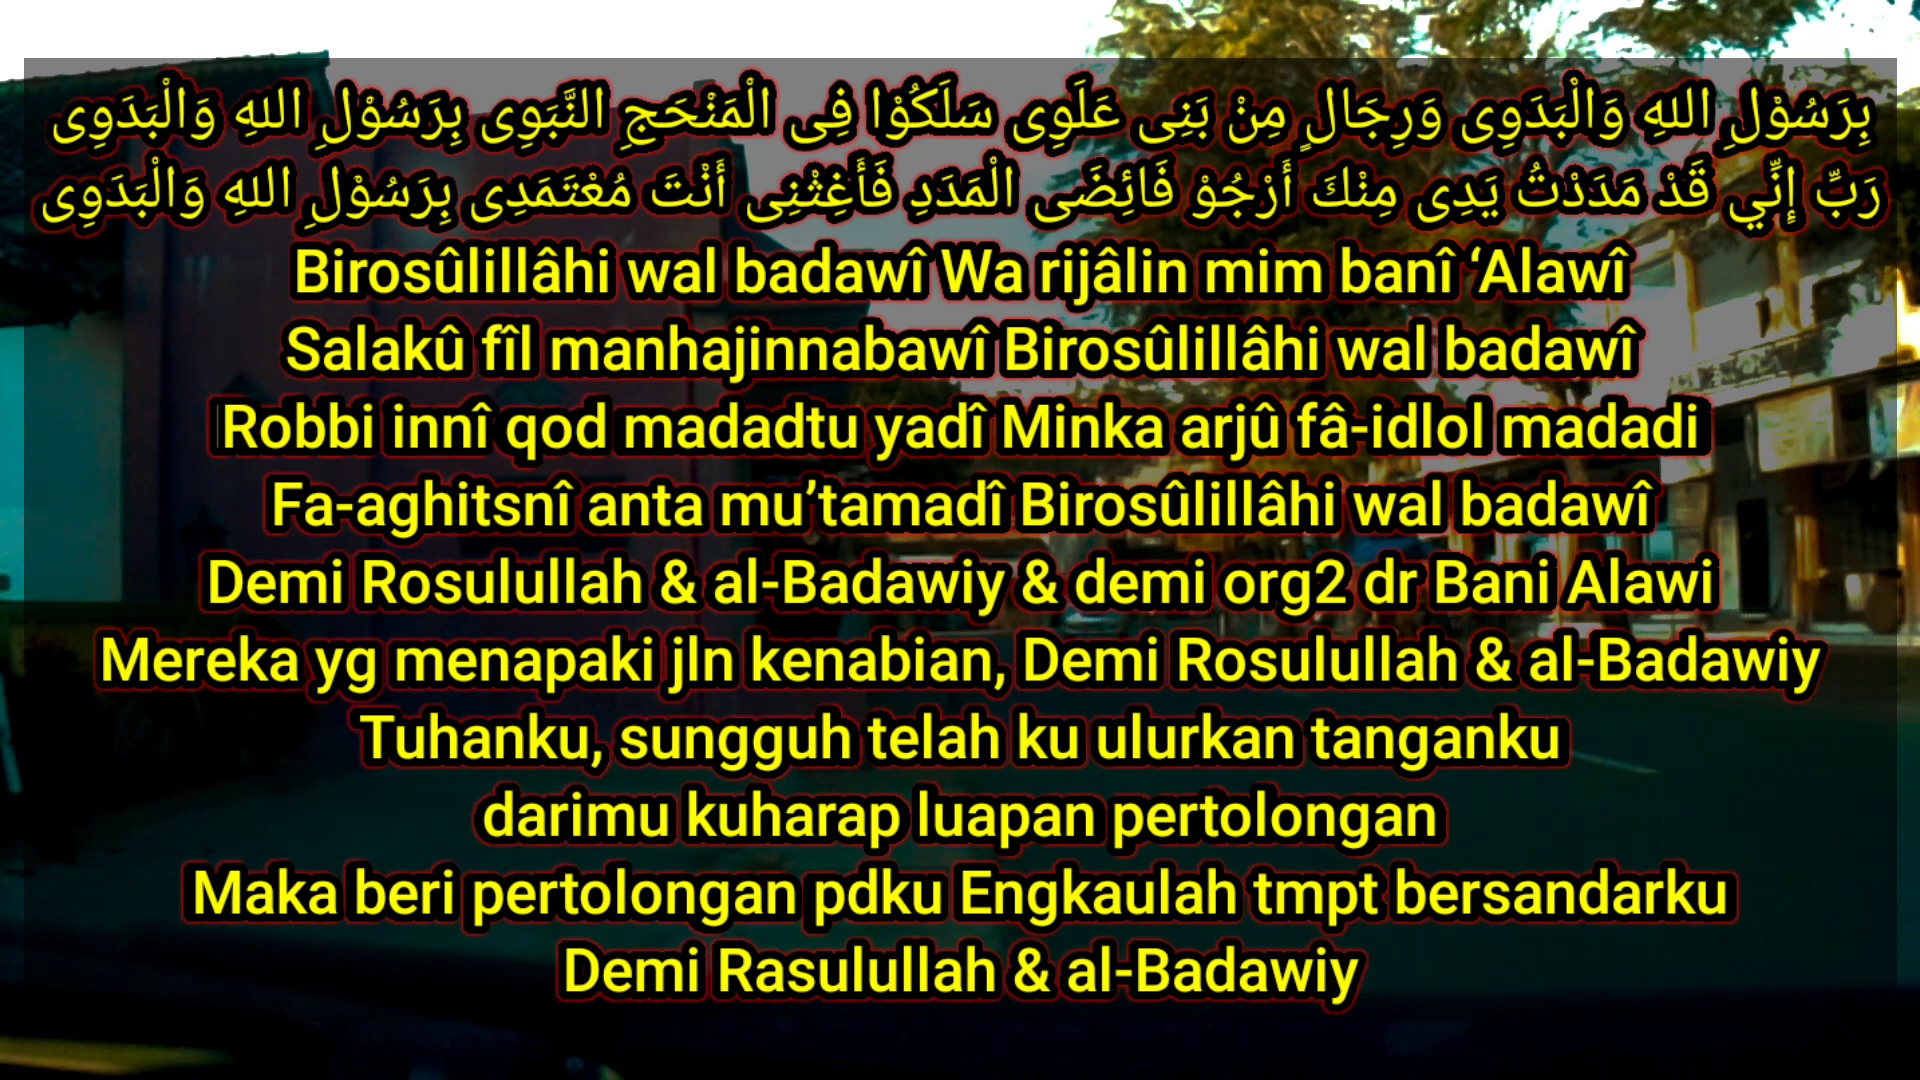 بِرَسُوْلِ اللهِ وَالْبَدَوِى وَرِجَالٍ مِنْ بَنِى عَلَوِى سَلَكُوْا فِى الْمَنْحَجِ النَّبَوِى بِرَسُوْلِ اللهِ وَالْبَدَوِى
رَبِّ إِنِّي قَدْ مَدَدْتُ يَدِى مِنْكَ أَرْجُوْ فَائِضَى الْمَدَدِ فَأَغِثْنِى أَنْتَ مُعْتَمَدِى بِرَسُوْلِ اللهِ وَالْبَدَوِى
Birosûlillâhi wal badawî Wa rijâlin mim banî ‘Alawî
Salakû fîl manhajinnabawî Birosûlillâhi wal badawî
Robbi innî qod madadtu yadî Minka arjû fâ-idlol madadi
Fa-aghitsnî anta mu’tamadî Birosûlillâhi wal badawî
Demi Rosulullah & al-Badawiy & demi org2 dr Bani Alawi
Mereka yg menapaki jln kenabian, Demi Rosulullah & al-Badawiy
Tuhanku, sungguh telah ku ulurkan tanganku
darimu kuharap luapan pertolongan
Maka beri pertolongan pdku Engkaulah tmpt bersandarku
Demi Rasulullah & al-Badawiy